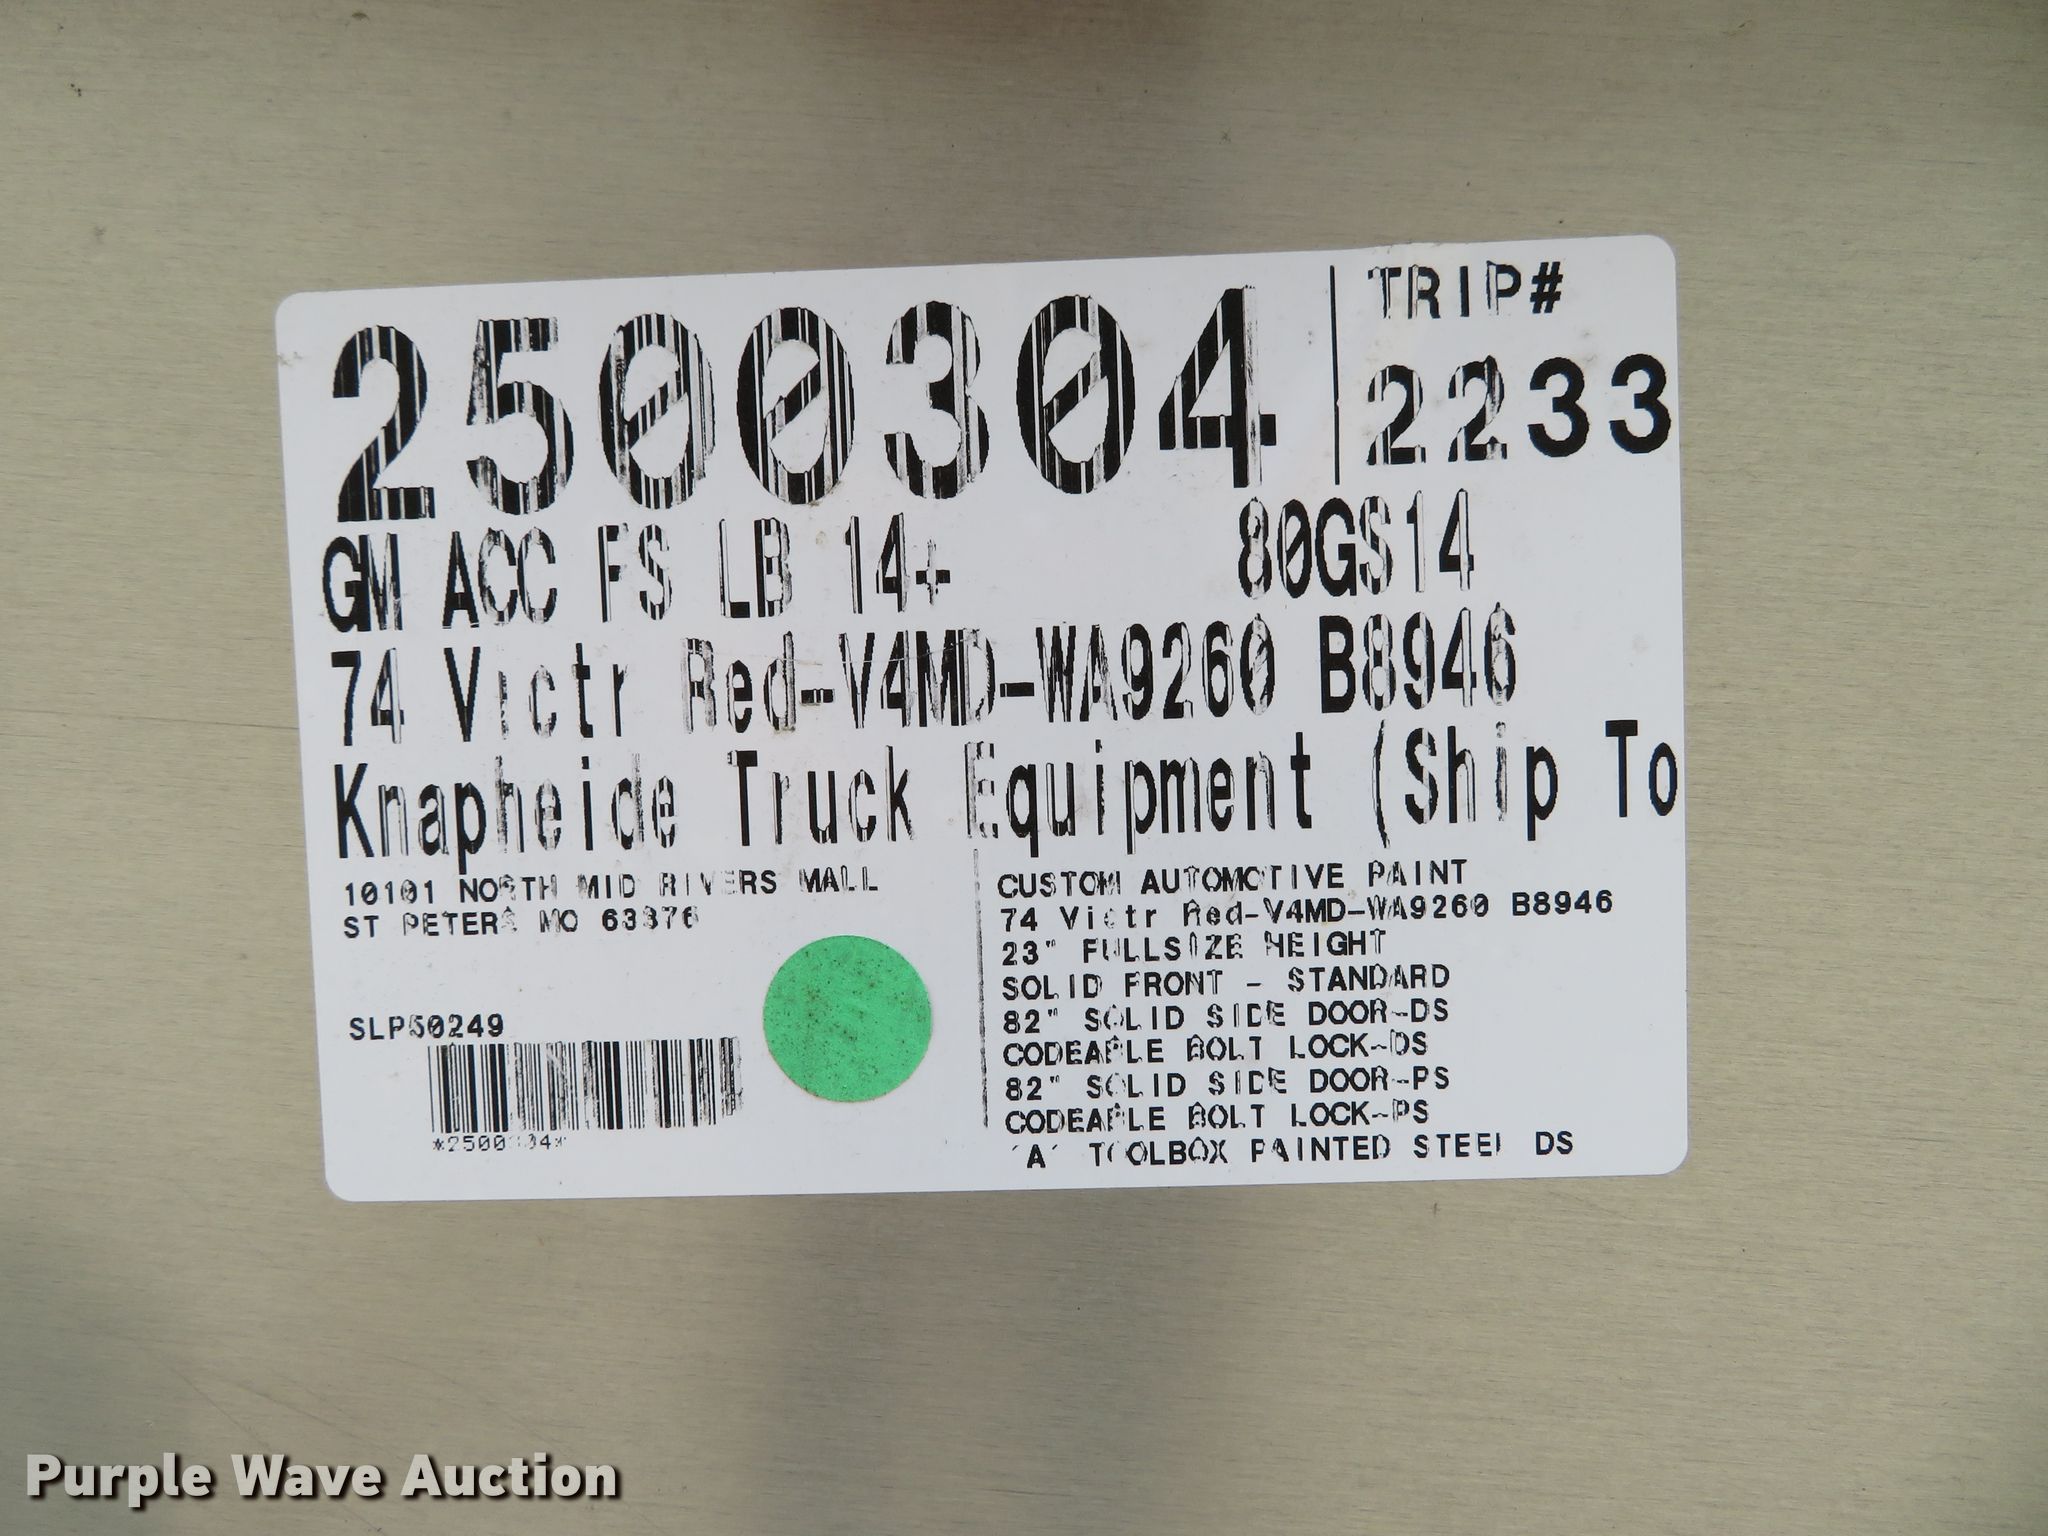 2500304
TRIP#
2233
GM ACC FS LB 14+ 80GS14
74 Victr Red-V4MD-WA9260 B8946
Knapheide Truck Equipment (Ship To
10101 NORTH MID RIVERS MALL
ST PETERS MO 63376
SLP50249
*2500304*
CUSTOM AUTOMOTIVE PAINT
74 Victr Red-V4MD-WA9260 B8946
23" FULLSIZE HEIGHT
SOLID FRONT - STANDARD
82" SOLID SIDE DOOR-DS
CODEABLE BOLT LOCK-DS
82" SOLID SIDE DOOR-PS
CODEABLE BOLT LOCK-PS
'A' TOOLBOX PAINTED STEEL DS
Purple Wave Auction